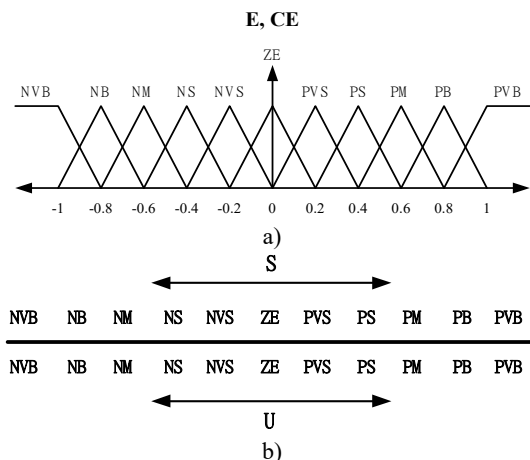 E, CE
ZE
NVB NB NM NS NVS PVS PS PM PB PVB
-1 -0.8 -0.6 -0.4 -0.2 0 0.2 0.4 0.6 0.8 1
a)
S
NVB NB NM NS NVS ZE PVS PS PM PB PVB
NVB NB NM NS NVS ZE PVS PS PM PB PVB
U
b)